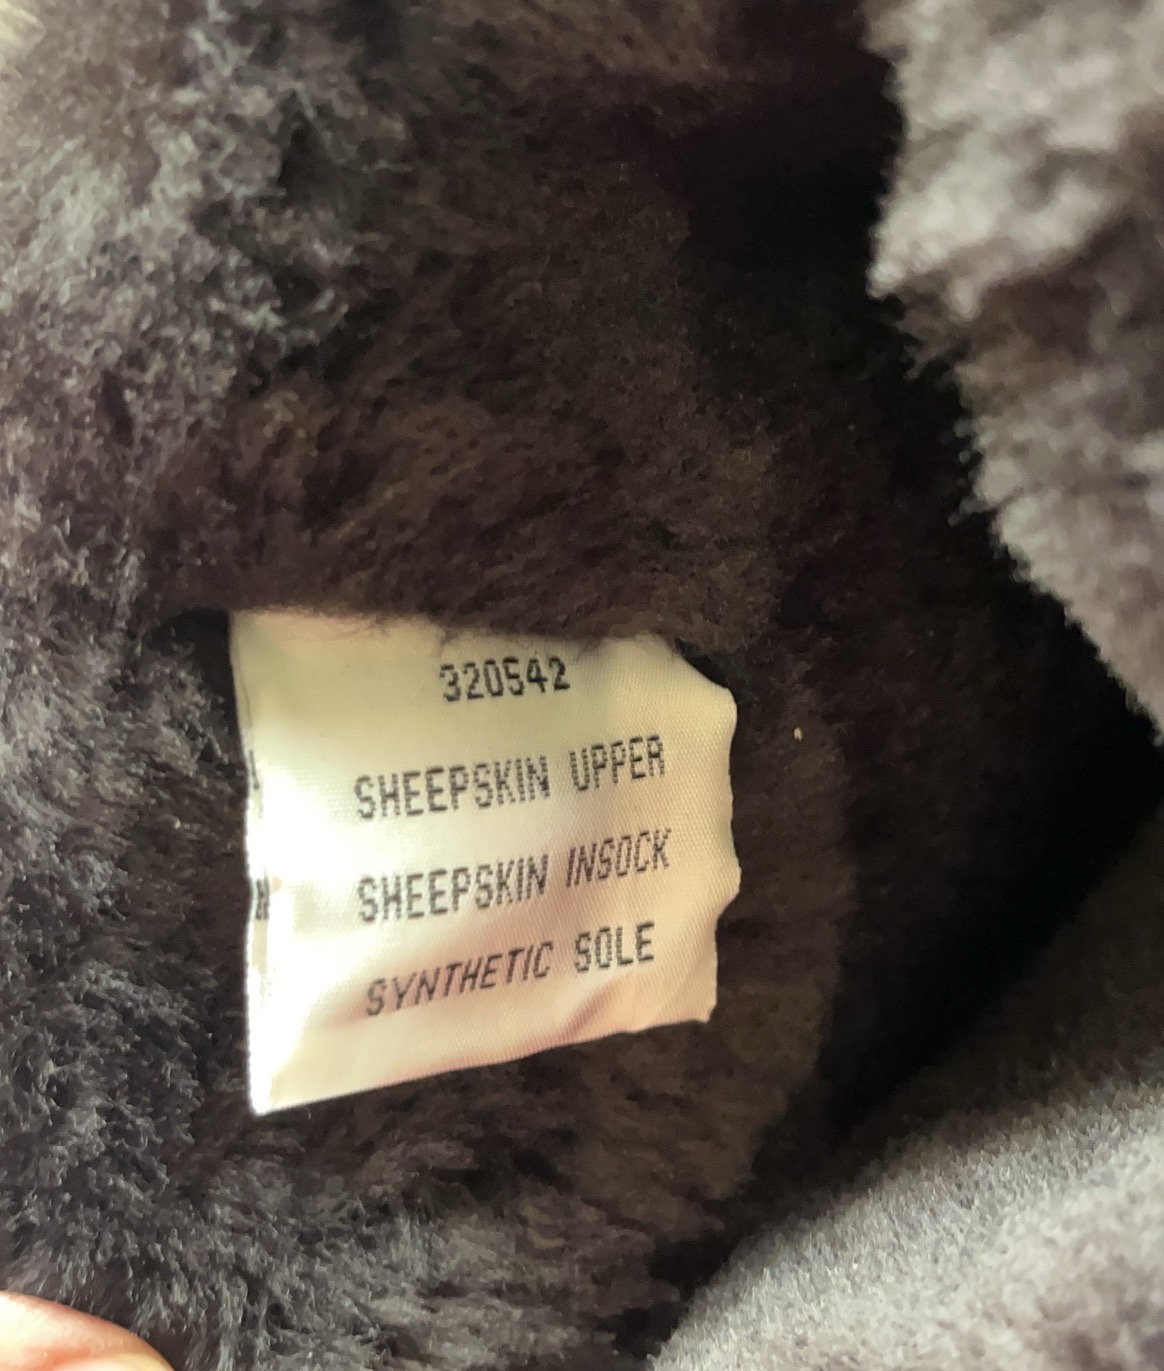 320542
SHEEPSKIN UPPER
SHEEPSKIN INSOCK
SYNTHETIC SOLE